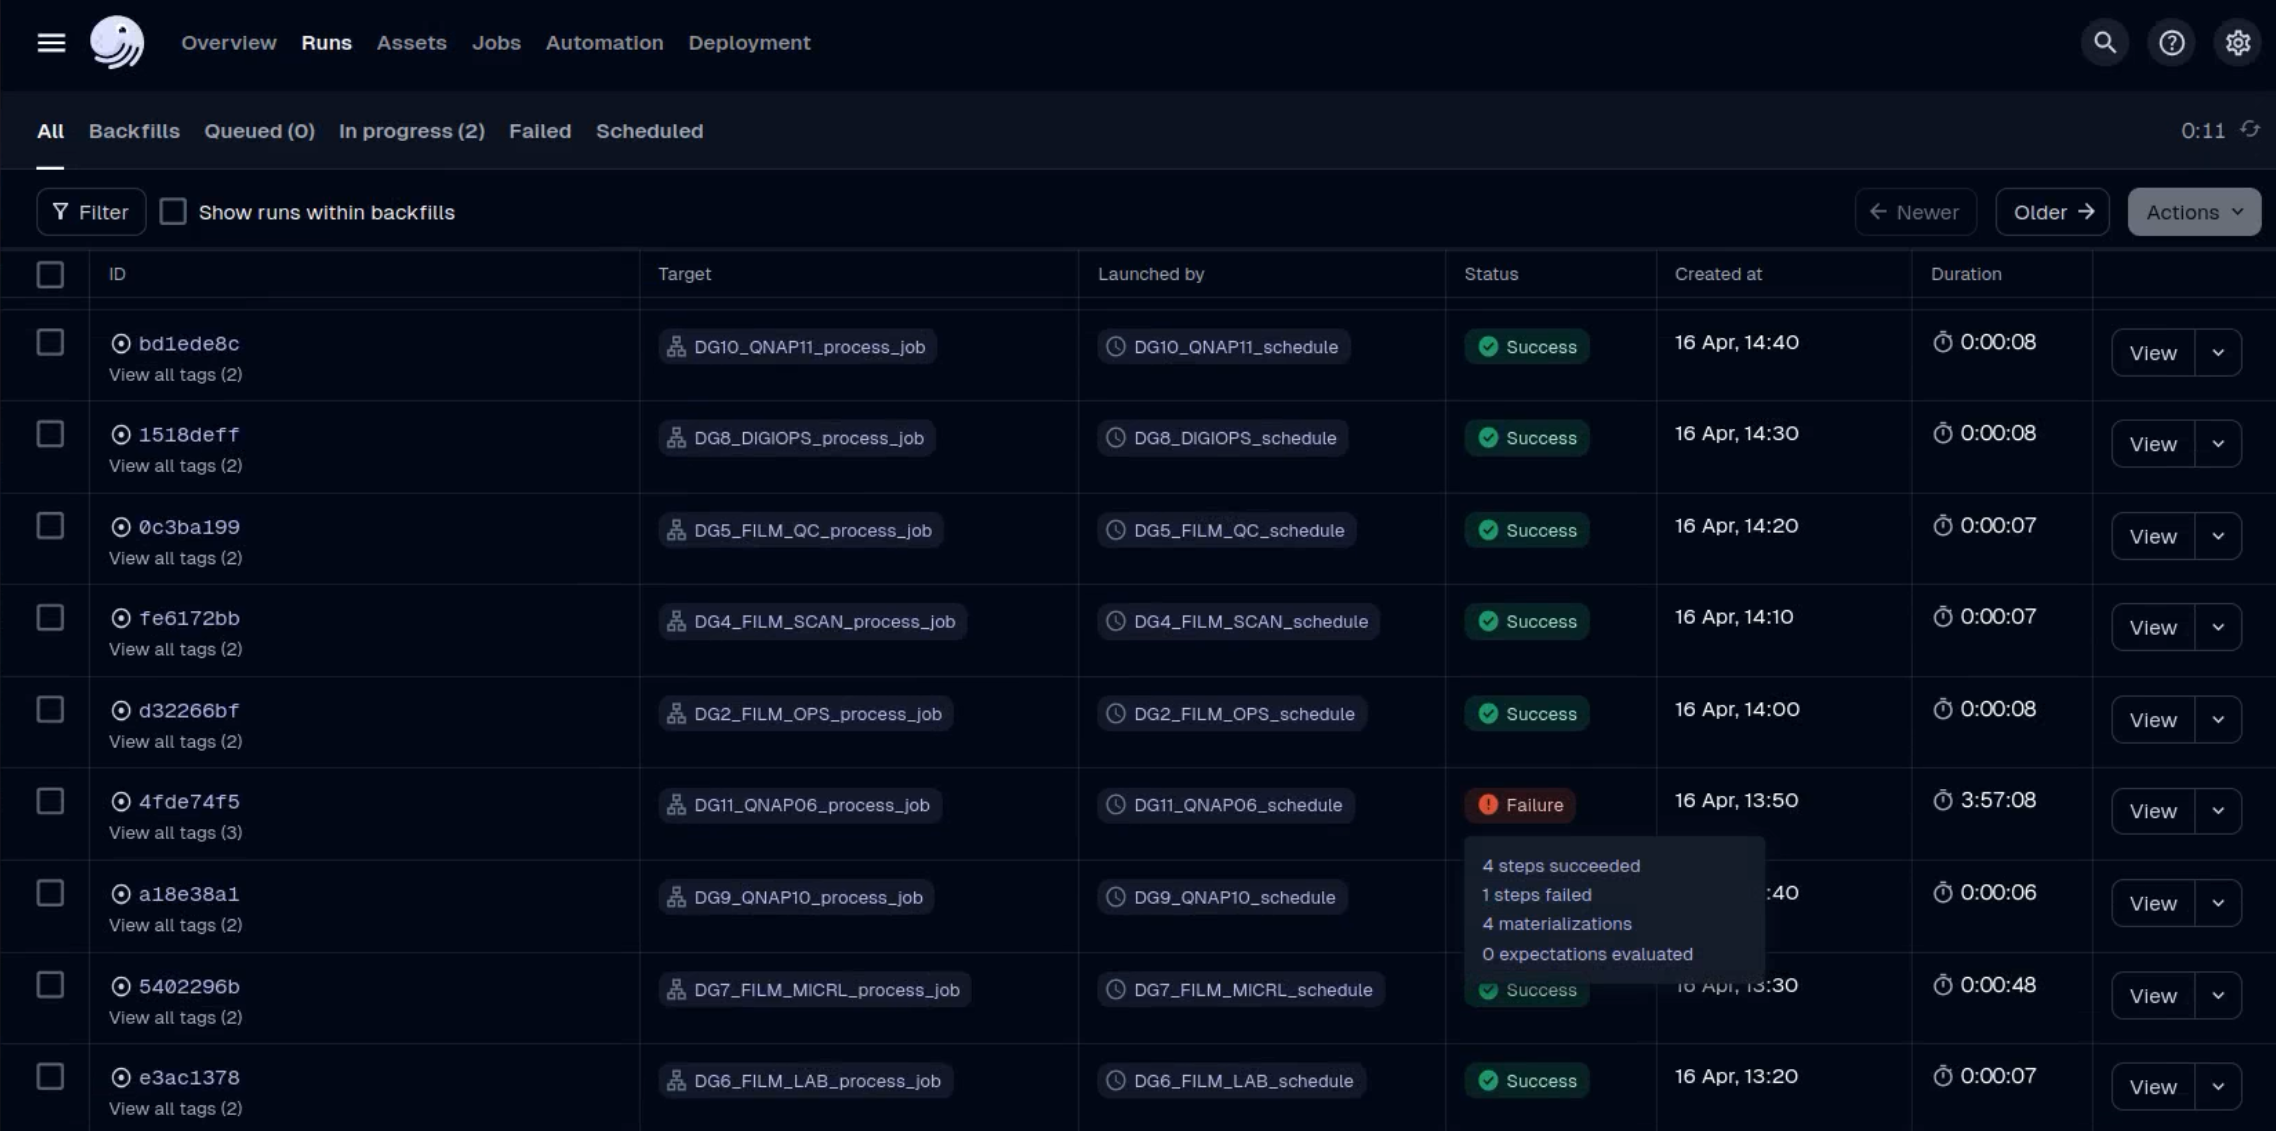 Overview Runs Assets Jobs Automation Deployment
All Backfills Queued (0) In progress (2) Failed Scheduled 0:11
Filter Show runs within backfills Newer Older Actions
ID Target Launched by Status Created at Duration
bd1ede8c DG10_QNAP11_process_job DG10_QNAP11_schedule Success 16 Apr, 14:40 0:00:08 View
View all tags (2)
1518deff DG8_DIGIOPS_process_job DG8_DIGIOPS_schedule Success 16 Apr, 14:30 0:00:08 View
View all tags (2)
0c3ba199 DG5_FILM_QC_process_job DG5_FILM_QC_schedule Success 16 Apr, 14:20 0:00:07 View
View all tags (2)
fe6172bb DG4_FILM_SCAN_process_job DG4_FILM_SCAN_schedule Success 16 Apr, 14:10 0:00:07 View
View all tags (2)
d32266bf DG2_FILM_OPS_process_job DG2_FILM_OPS_schedule Success 16 Apr, 14:00 0:00:08 View
View all tags (2)
4fde74f5 DG11_QNAP06_process_job DG11_QNAP06_schedule Failure 16 Apr, 13:50 3:57:08 View
View all tags (3)
4 steps succeeded
a18e38a1 DG9_QNAP10_process_job DG9_QNAP10_schedule 1 steps failed :40 0:00:06 View
View all tags (2) 4 materializations
0 expectations evaluated
5402296b DG7_FILM_MICRL_process_job DG7_FILM_MICRL_schedule Success 16 Apr, 13:30 0:00:48 View
View all tags (2)
e3ac1378 DG6_FILM_LAB_process_job DG6_FILM_LAB_schedule Success 16 Apr, 13:20 0:00:07 View
View all tags (2)